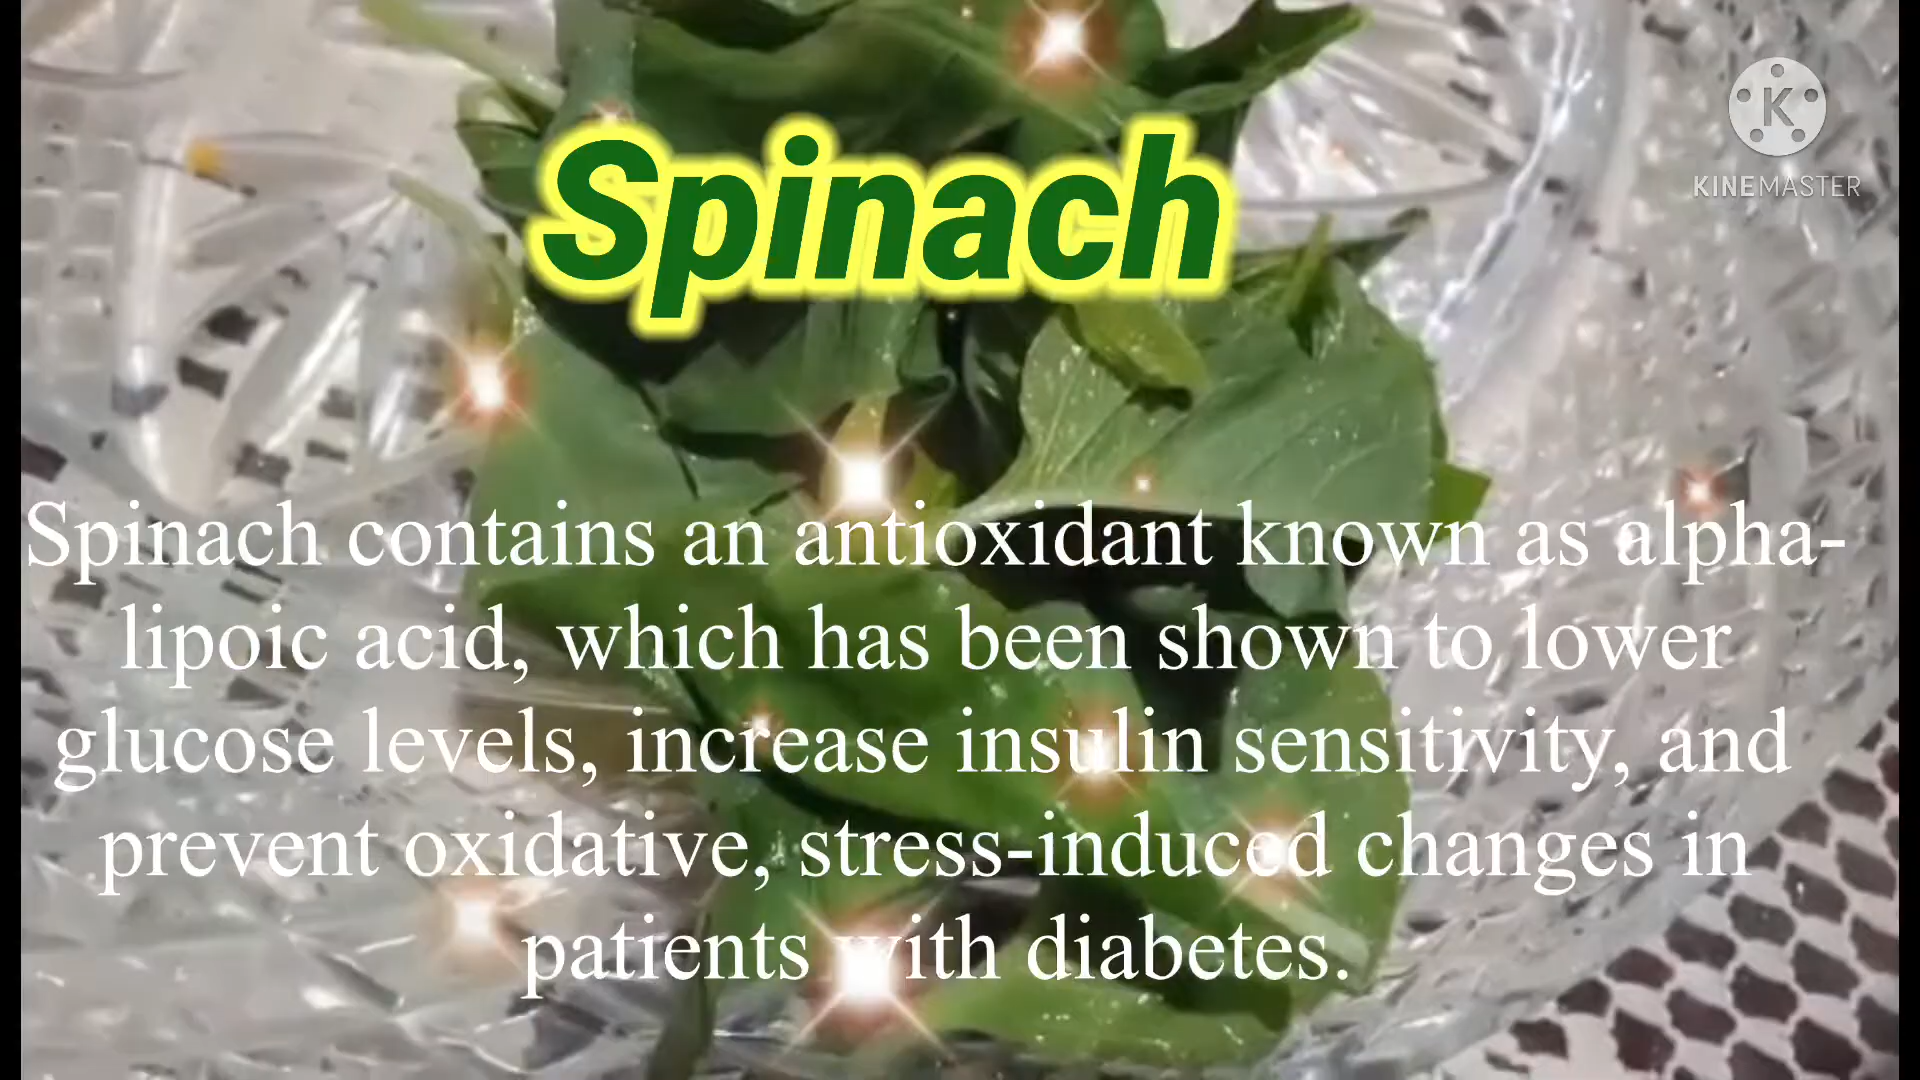 Spinach
KINEMASTER
Spinach contains an antioxidant known as alpha-
lipoic acid, which has been shown to lower
glucose levels, increase insulin sensitivity, and
prevent oxidative, stress-induced changes in
patients with diabetes.